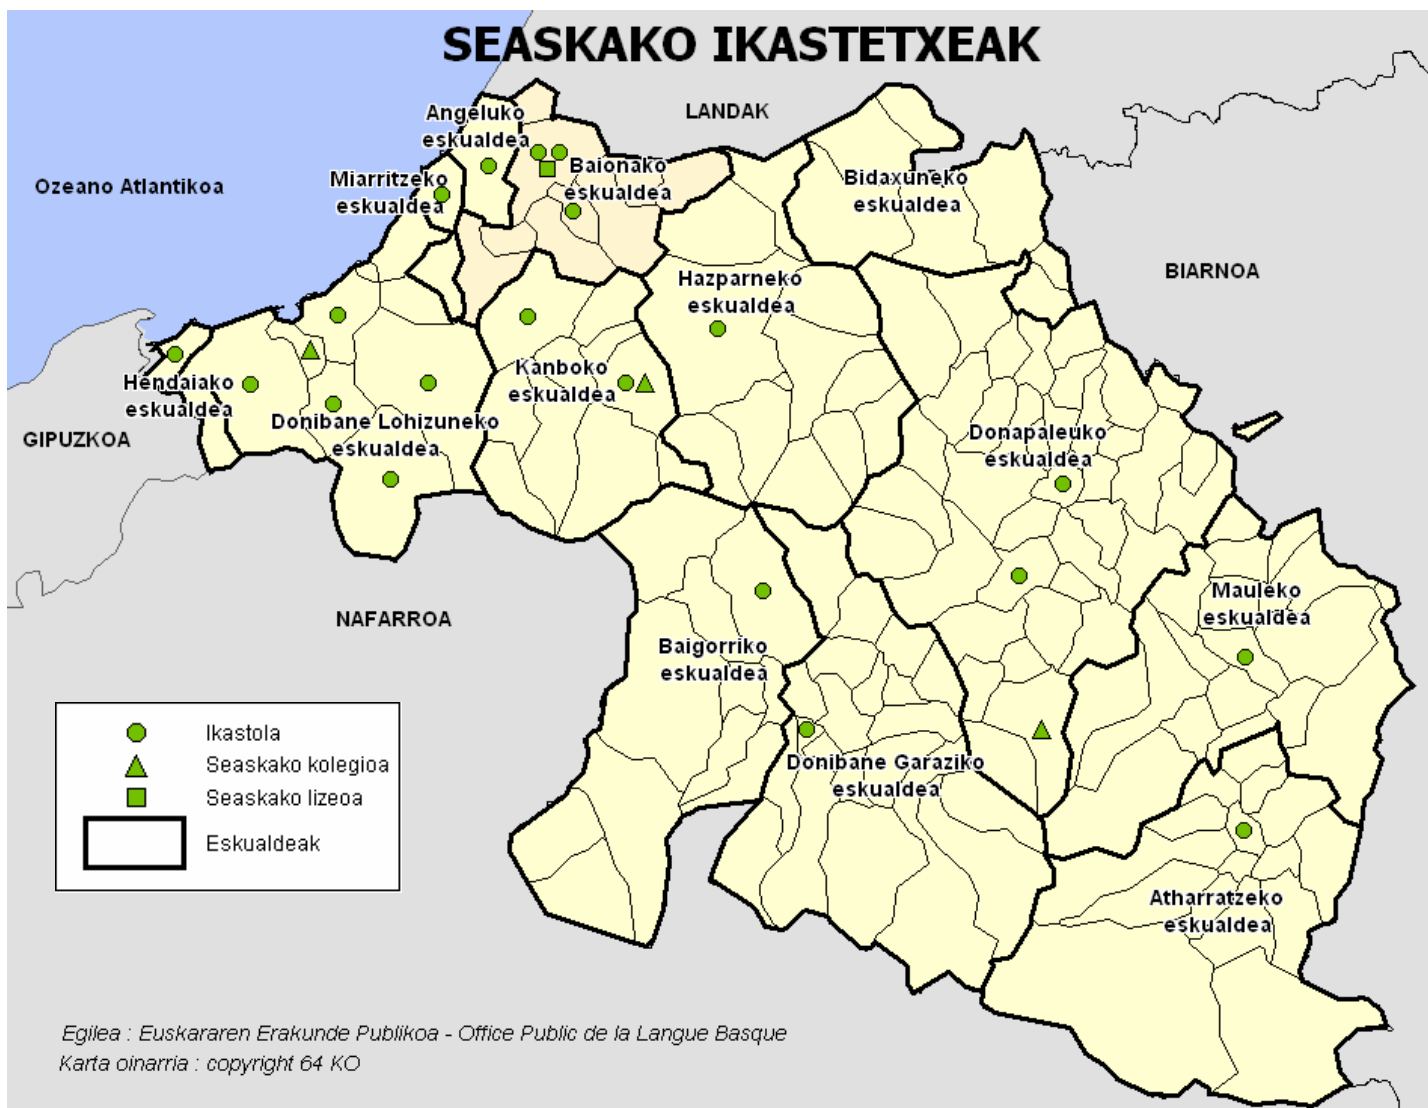 SEASKAKO IKASTETXEAK
LANDAK
Angeluko
eskualdea
Baionako
eskualdea
Miarritzeko
eskualdea
Bidaxuneko
eskualdea
Ozeano Atlantikoa
BIARNOA
Hazparneko
eskualdea
Kanboko
eskualdea
Hendaiako
eskualdea
Donibane Lohizuneko
eskualdea
GIPUZKOA
Donapaleuko
eskualdea
NAFARROA
Mauleko
eskualdea
Baigorriko
eskualdea
Donibane Garaziko
eskualdea
Atharratzeko
eskualdea
Ikastola
Seaskako kolegioa
Seaskako lizeoa
Eskualdeak
Egilea : Euskararen Erakunde Publikoa - Office Public de la Langue Basque
Karta oinarria : copyright 64 KO